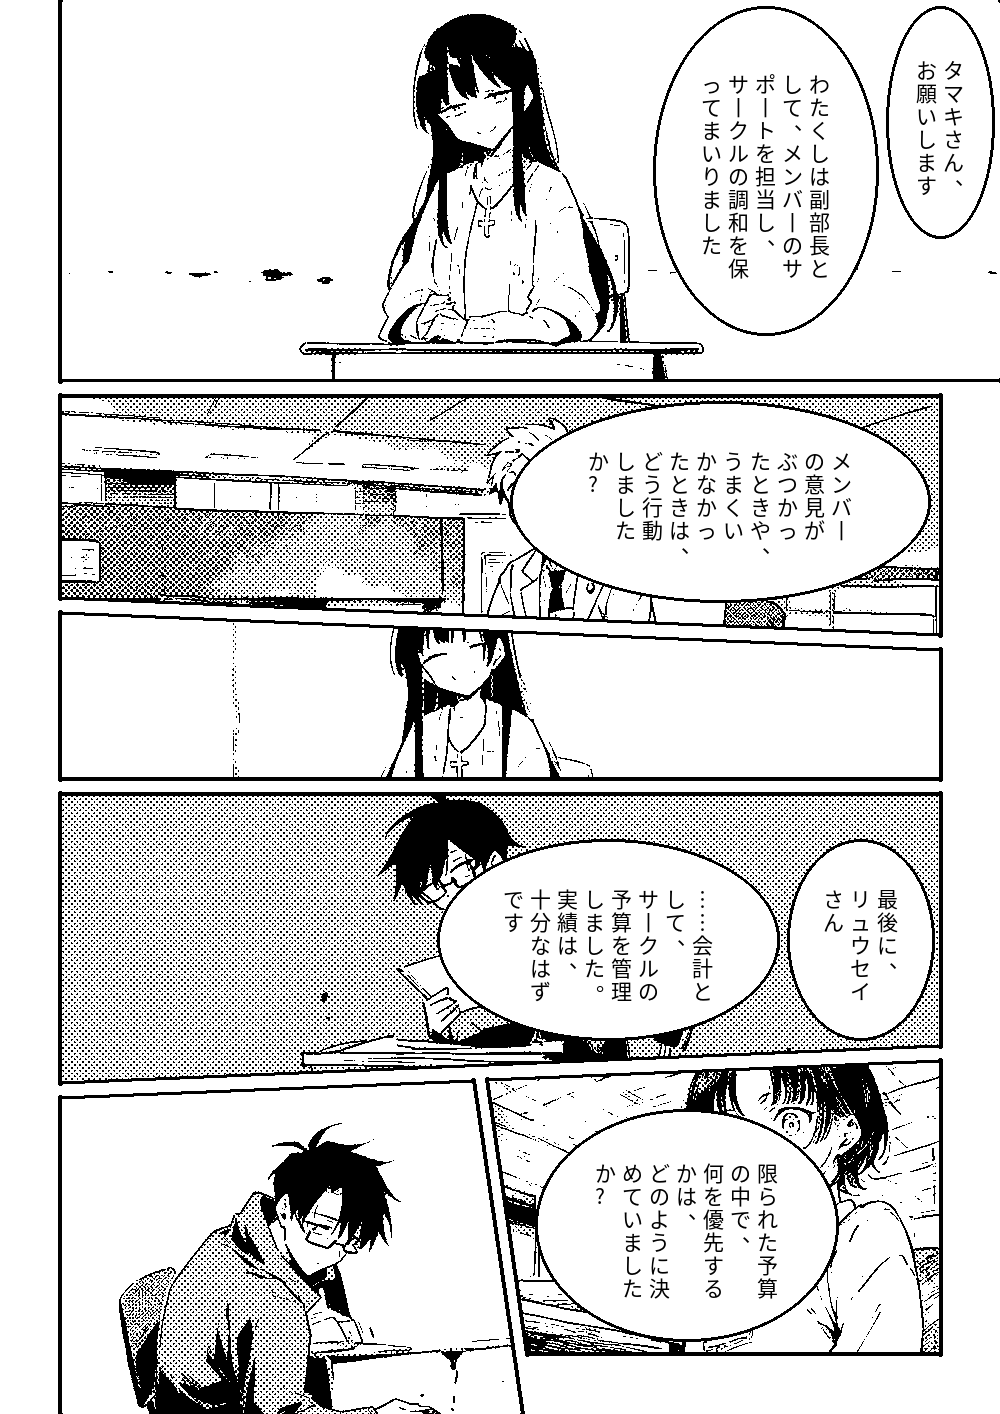 タマキさん、
お願いします
わたくしは副部長と
して、メンバーのサ
ポートを担当し、
サークルの調和を保
ってまいりました
メンバー
の意見が
ぶつかっ
たときや、
うまくい
かなかっ
たときは、
どう行動
しました
か?
最後に、
リュウセイ
さん
……会計と
して、
サークルの
予算を管理
しました。
実績は、
十分なはず
です
限られた予算
の中で、
何を優先する
かは、
どのように決
めていました
か?